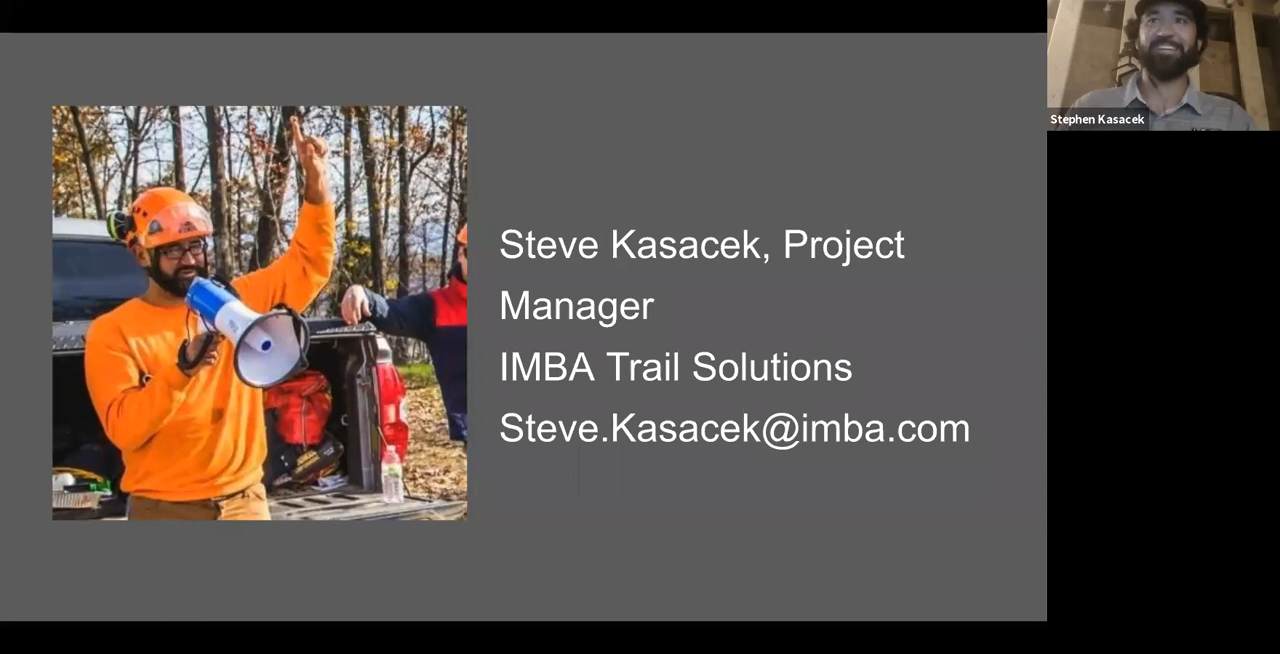 Stephen Kasacek
Steve Kasacek, Project
Manager
IMBA Trail Solutions
Steve.Kasacek@imba.com